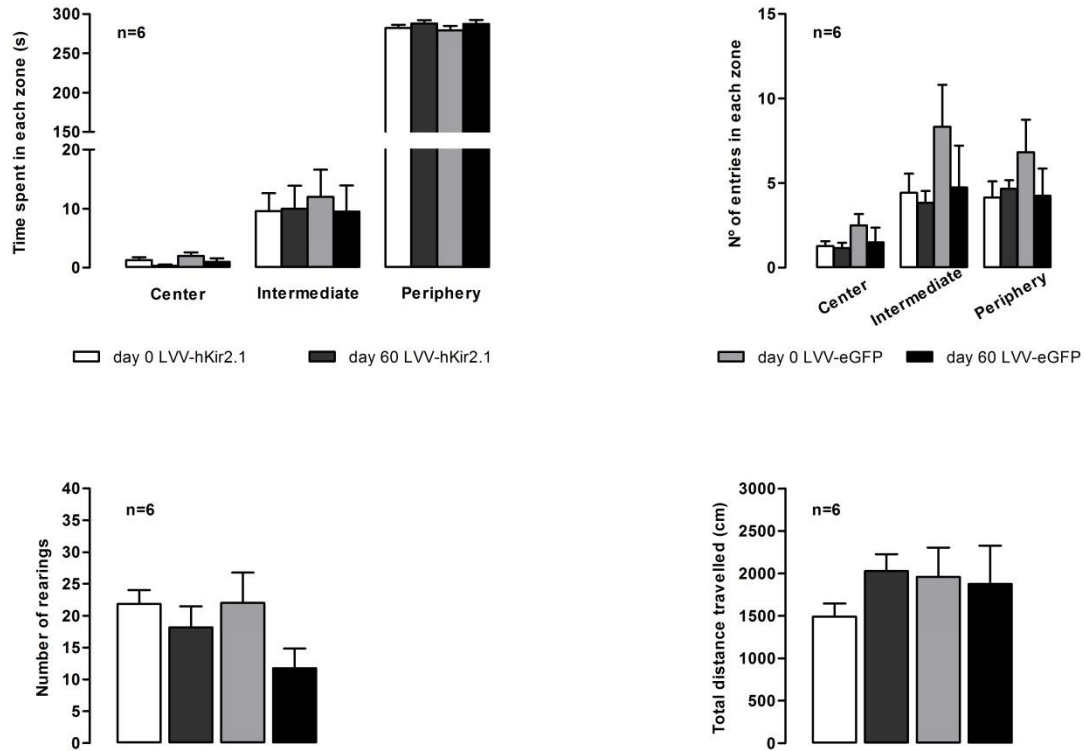 Time spent in each zone (s)
300
250
200
150
20
10
0
n=6
Center
Intermediate
Periphery
Nº of entries in each zone
15
10
5
0
n=6
Center
Intermediate
Periphery
day 0 LVV-hKir2.1
day 60 LVV-hKir2.1
day 0 LVV-eGFP
day 60 LVV-eGFP
Number of rearings
40
35
30
25
20
15
10
5
0
n=6
Total distance travelled (cm)
3000
2500
2000
1500
1000
500
0
n=6